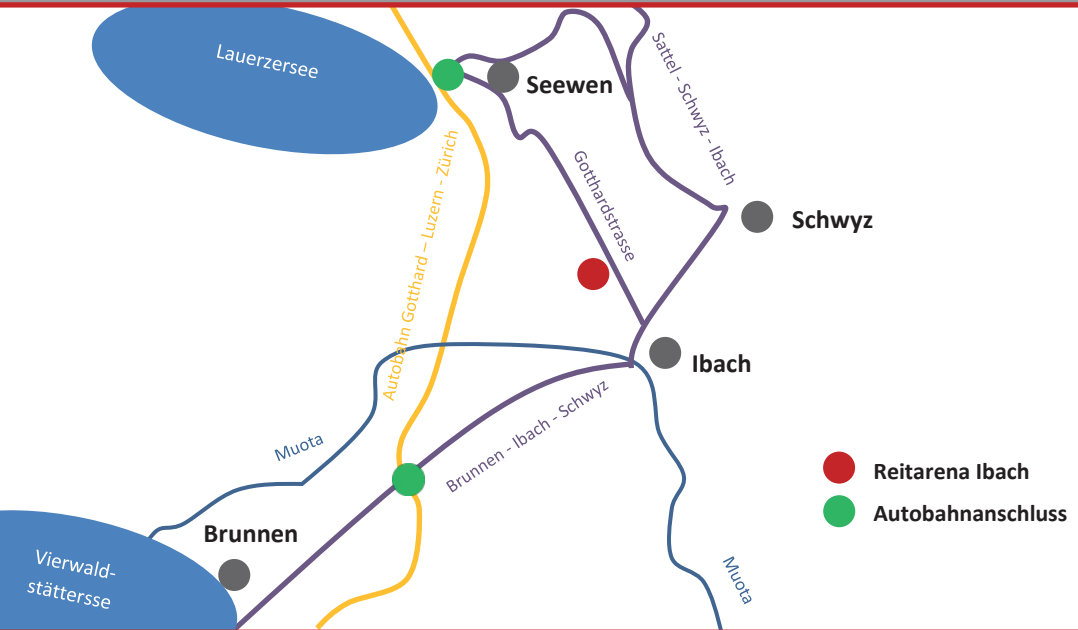 Lauerzersee
Seewen
Sattel - Schwyz - Ibach
Autobahn Gotthard – Luzern - Zürich
Gotthardstrasse
Schwyz
Ibach
Brunnen - Ibach - Schwyz
Muota
Reitarena Ibach
Autobahnanschluss
Brunnen
Vierwald-
stättersse
Muota